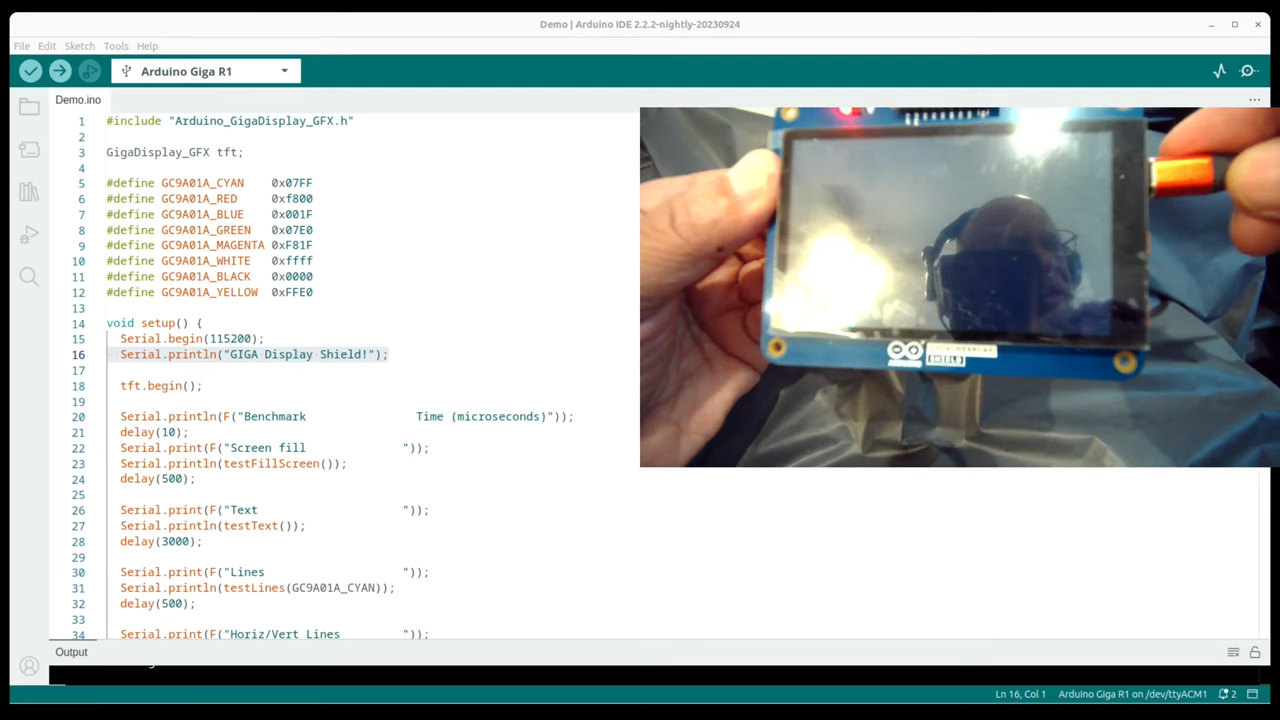 Demo | Arduino IDE 2.2.2-nightly-20230924
File Edit Sketch Tools Help
Arduino Giga R1
Demo.ino
1 #include "Arduino_GigaDisplay_GFX.h"
2
3 GigaDisplay_GFX tft;
4
5 #define GC9A01A_CYAN 0x07FF
6 #define GC9A01A_RED 0xf800
7 #define GC9A01A_BLUE 0x001F
8 #define GC9A01A_GREEN 0x07E0
9 #define GC9A01A_MAGENTA 0xF81F
10 #define GC9A01A_WHITE 0xffff
11 #define GC9A01A_BLACK 0x0000
12 #define GC9A01A_YELLOW 0xFFE0
13
14 void setup() {
15 Serial.begin(115200);
16 Serial.println("GIGA Display Shield!");
17
18 tft.begin();
19
20 Serial.println(F("Benchmark Time (microseconds)"));
21 delay(10);
22 Serial.print(F("Screen fill "));
23 Serial.println(testFillScreen());
24 delay(500);
25
26 Serial.print(F("Text "));
27 Serial.println(testText());
28 delay(3000);
29
30 Serial.print(F("Lines "));
31 Serial.println(testLines(GC9A01A_CYAN));
32 delay(500);
33
34 Serial.print(F("Horiz/Vert Lines "));
SHIELD
Output
Ln 16, Col 1 Arduino Giga R1 on /dev/ttyACM1 2